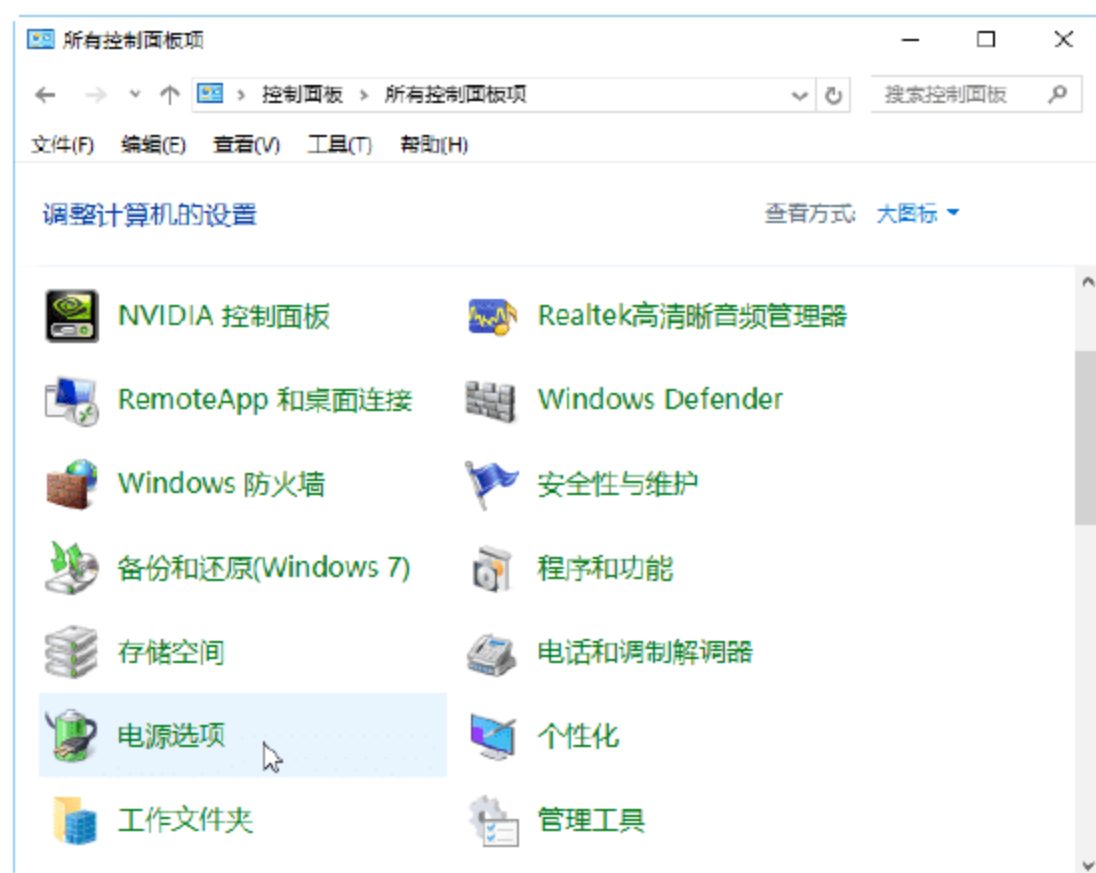 所有控制面板项
控制面板 › 所有控制面板项 搜索控制面板
文件(F) 编辑(E) 查看(V) 工具(T) 帮助(H)
调整计算机的设置 查看方式: 大图标
NVIDIA 控制面板 Realtek高清晰音频管理器
RemoteApp 和桌面连接 Windows Defender
Windows 防火墙 安全性与维护
备份和还原(Windows 7) 程序和功能
存储空间 电话和调制解调器
电源选项 个性化
工作文件夹 管理工具